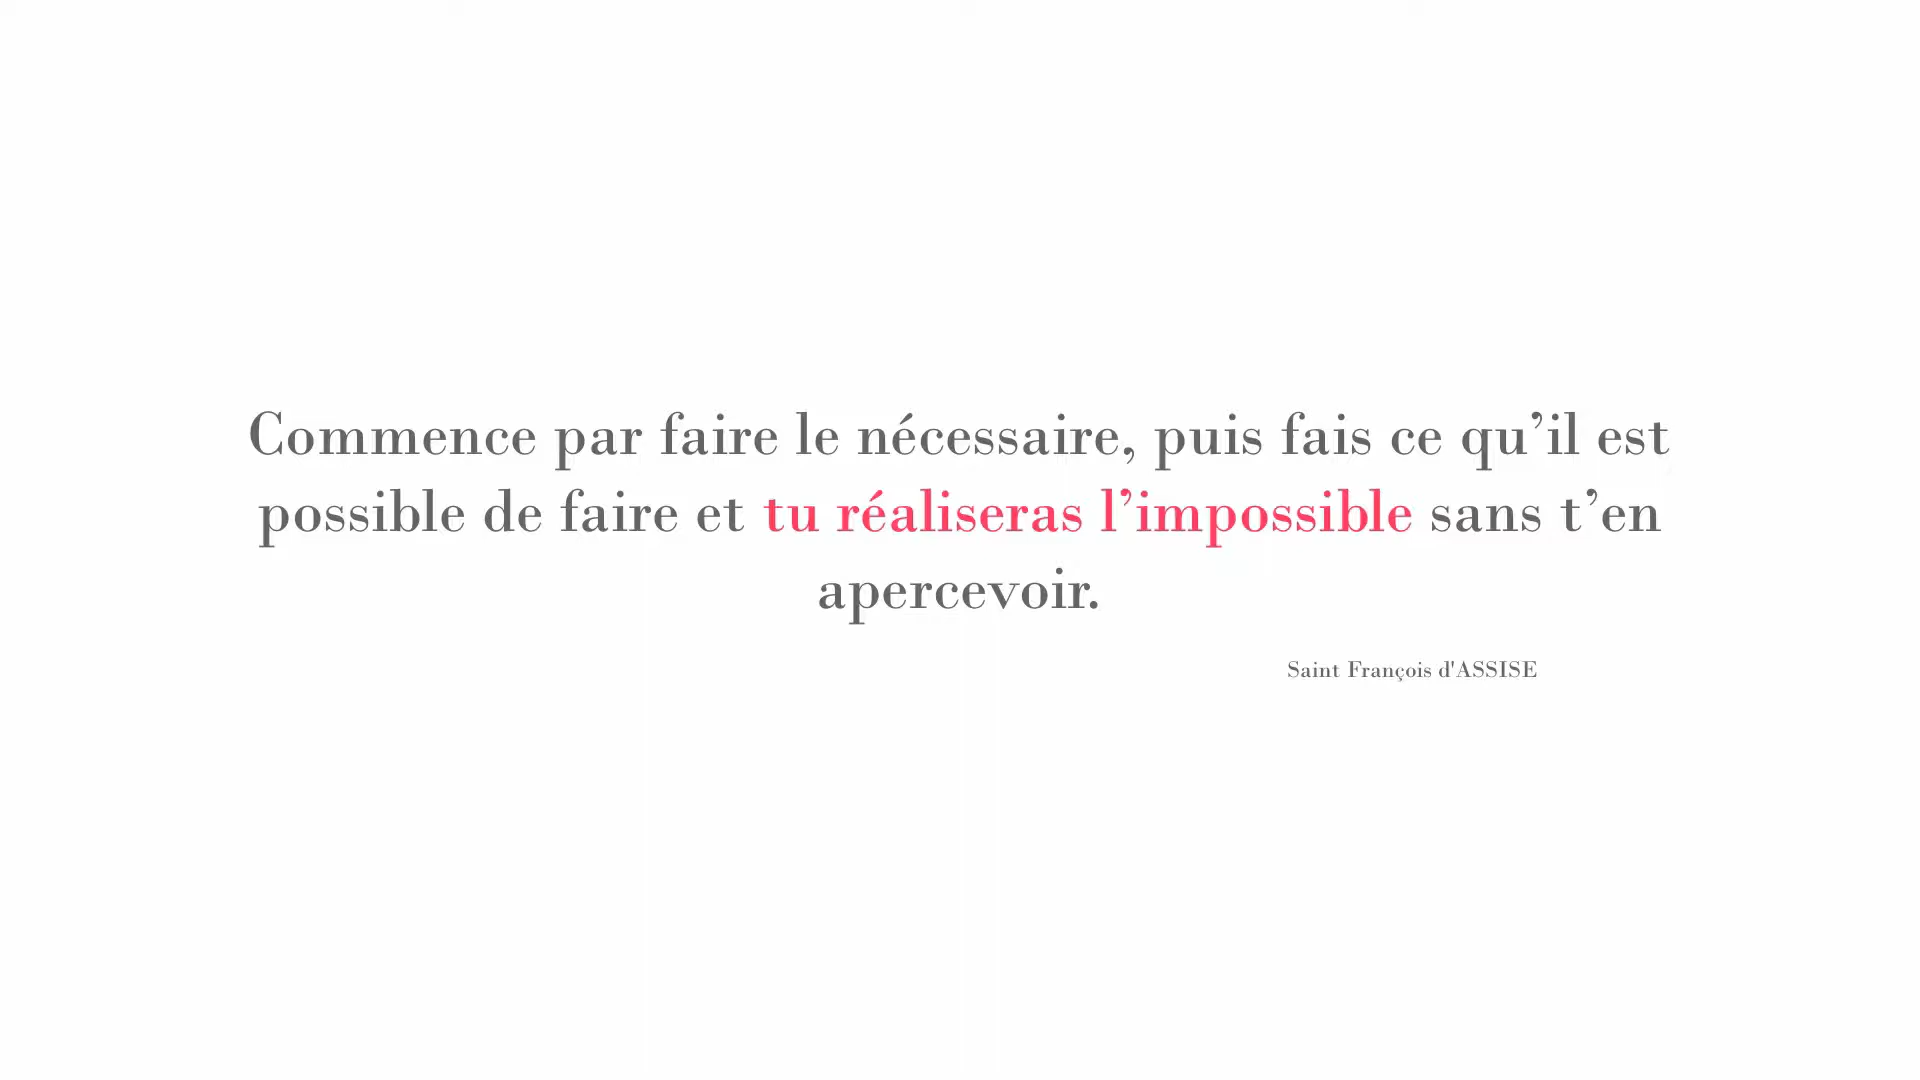 Commence par faire le nécessaire, puis fais ce qu’il est
possible de faire et tu réaliseras l’impossible sans t’en
apercevoir.
Saint François d'ASSISE